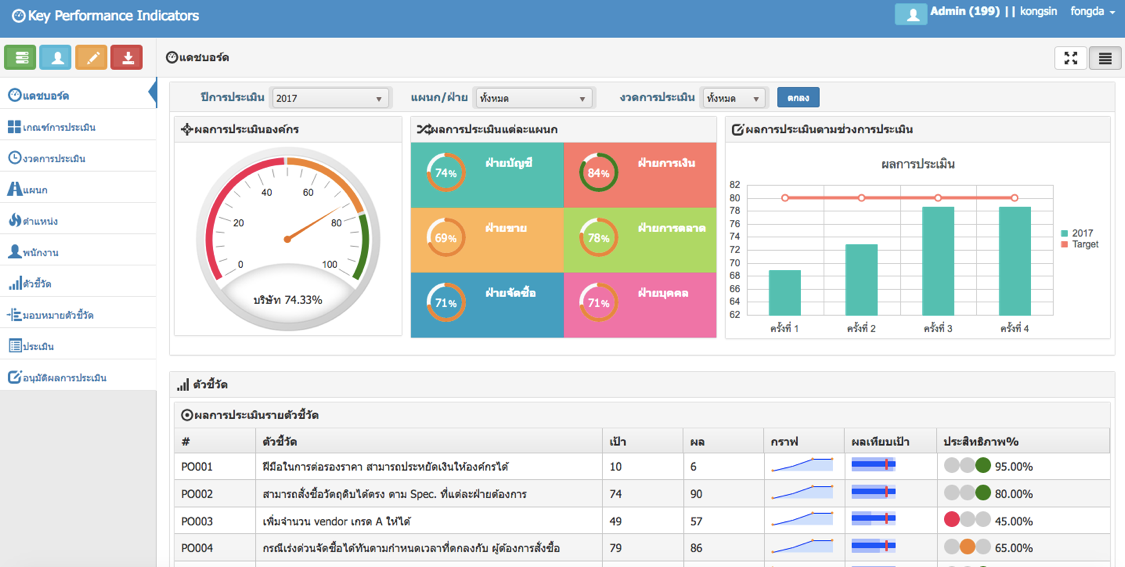 Key Performance Indicators
Admin (199) || kongsin fongda
แดชบอร์ด
แดชบอร์ด
เกณฑ์การประเมิน
งวดการประเมิน
แผนก
ตำแหน่ง
พนักงาน
ตัวชี้วัด
มอบหมายตัวชี้วัด
ประเมิน
อนุมัติผลการประเมิน
ปีการประเมิน 2017 แผนก/ฝ่าย ทั้งหมด งวดการประเมิน ทั้งหมด ตกลง
ผลการประเมินองค์กร
0 20 40 60 80 100
บริษัท 74.33%
ผลการประเมินแต่ละแผนก
74% ฝ่ายบัญชี 84% ฝ่ายการเงิน
69% ฝ่ายขาย 78% ฝ่ายการตลาด
71% ฝ่ายจัดซื้อ 71% ฝ่ายบุคคล
ผลการประเมินตามช่วงการประเมิน
ผลการประเมิน
82
80
78
76
74
72
70
68
66
64
62
ครั้งที่ 1 ครั้งที่ 2 ครั้งที่ 3 ครั้งที่ 4
2017
Target
ตัวชี้วัด
ผลการประเมินรายตัวชี้วัด
# ตัวชี้วัด เป้า ผล กราฟ ผลเทียบเป้า ประสิทธิภาพ%
PO001 ฝีมือในการต่อรองราคา สามารถประหยัดเงินให้องค์กรได้ 10 6 95.00%
PO002 สามารถสั่งซื้อวัตถุดิบได้ตรง ตาม Spec. ที่แต่ละฝ่ายต้องการ 74 90 80.00%
PO003 เพิ่มจำนวน vendor เกรด A ให้ได้ 49 57 45.00%
PO004 กรณีเร่งด่วนจัดซื้อได้ทันตามกำหนดเวลาที่ตกลงกับ ผู้ต้องการสั่งซื้อ 79 86 65.00%